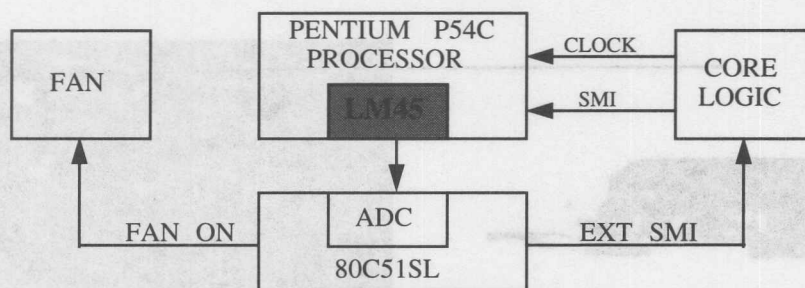 PENTIUM P54C
PROCESSOR
FAN
CLOCK
CORE
LOGIC
LM45
SMI
ADC
FAN ON
EXT SMI
80C51SL